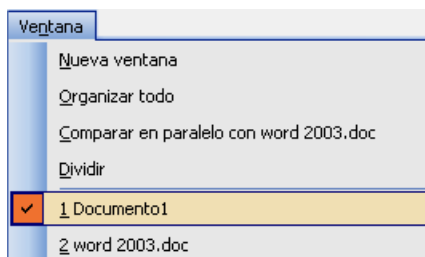 Ventana
Nueva ventana
Organizar todo
Comparar en paralelo con word 2003.doc
Dividir
1 Documento1
2 word 2003.doc